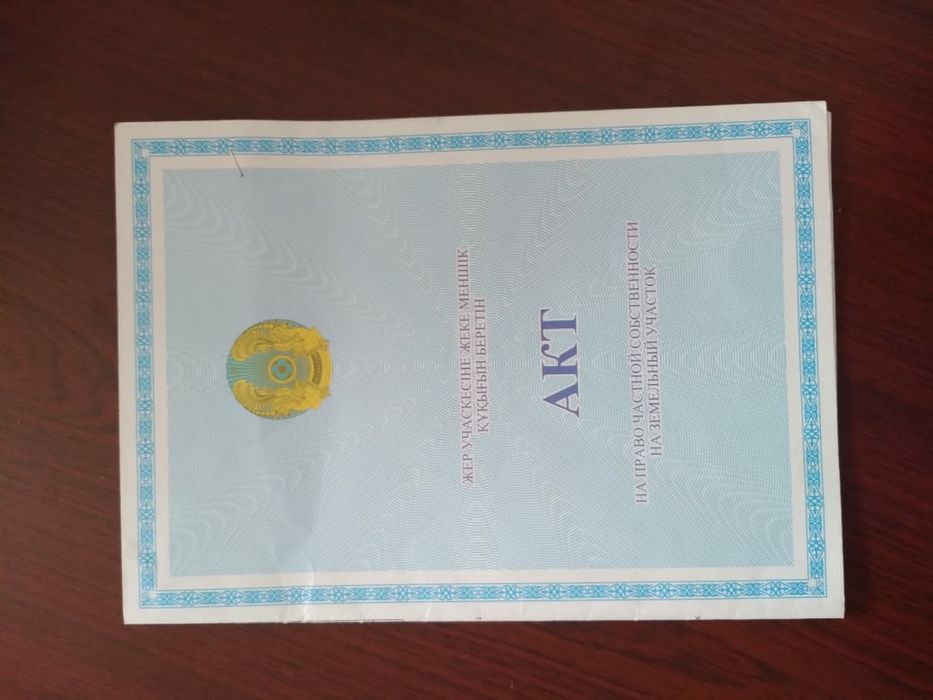 ЖЕР УЧАСКЕСІНЕ ЖЕКЕ МЕНШІК
ҚҰҚЫҒЫН БЕРЕТІН
АКТ
НА ПРАВО ЧАСТНОЙ СОБСТВЕННОСТИ
НА ЗЕМЕЛЬНЫЙ УЧАСТОК